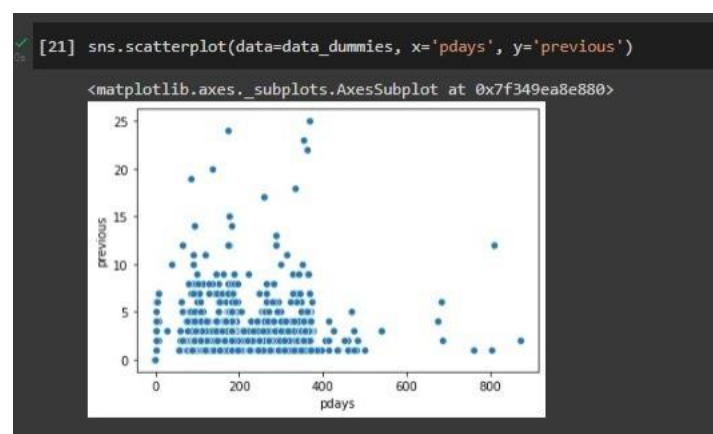 [21] sns.scatterplot(data=data_dummies, x='pdays', y='previous')
0s
<matplotlib.axes._subplots.AxesSubplot at 0x7f349ea8e880>
25
20
15
10
5
0
previous
0 200 400 600 800
pdays